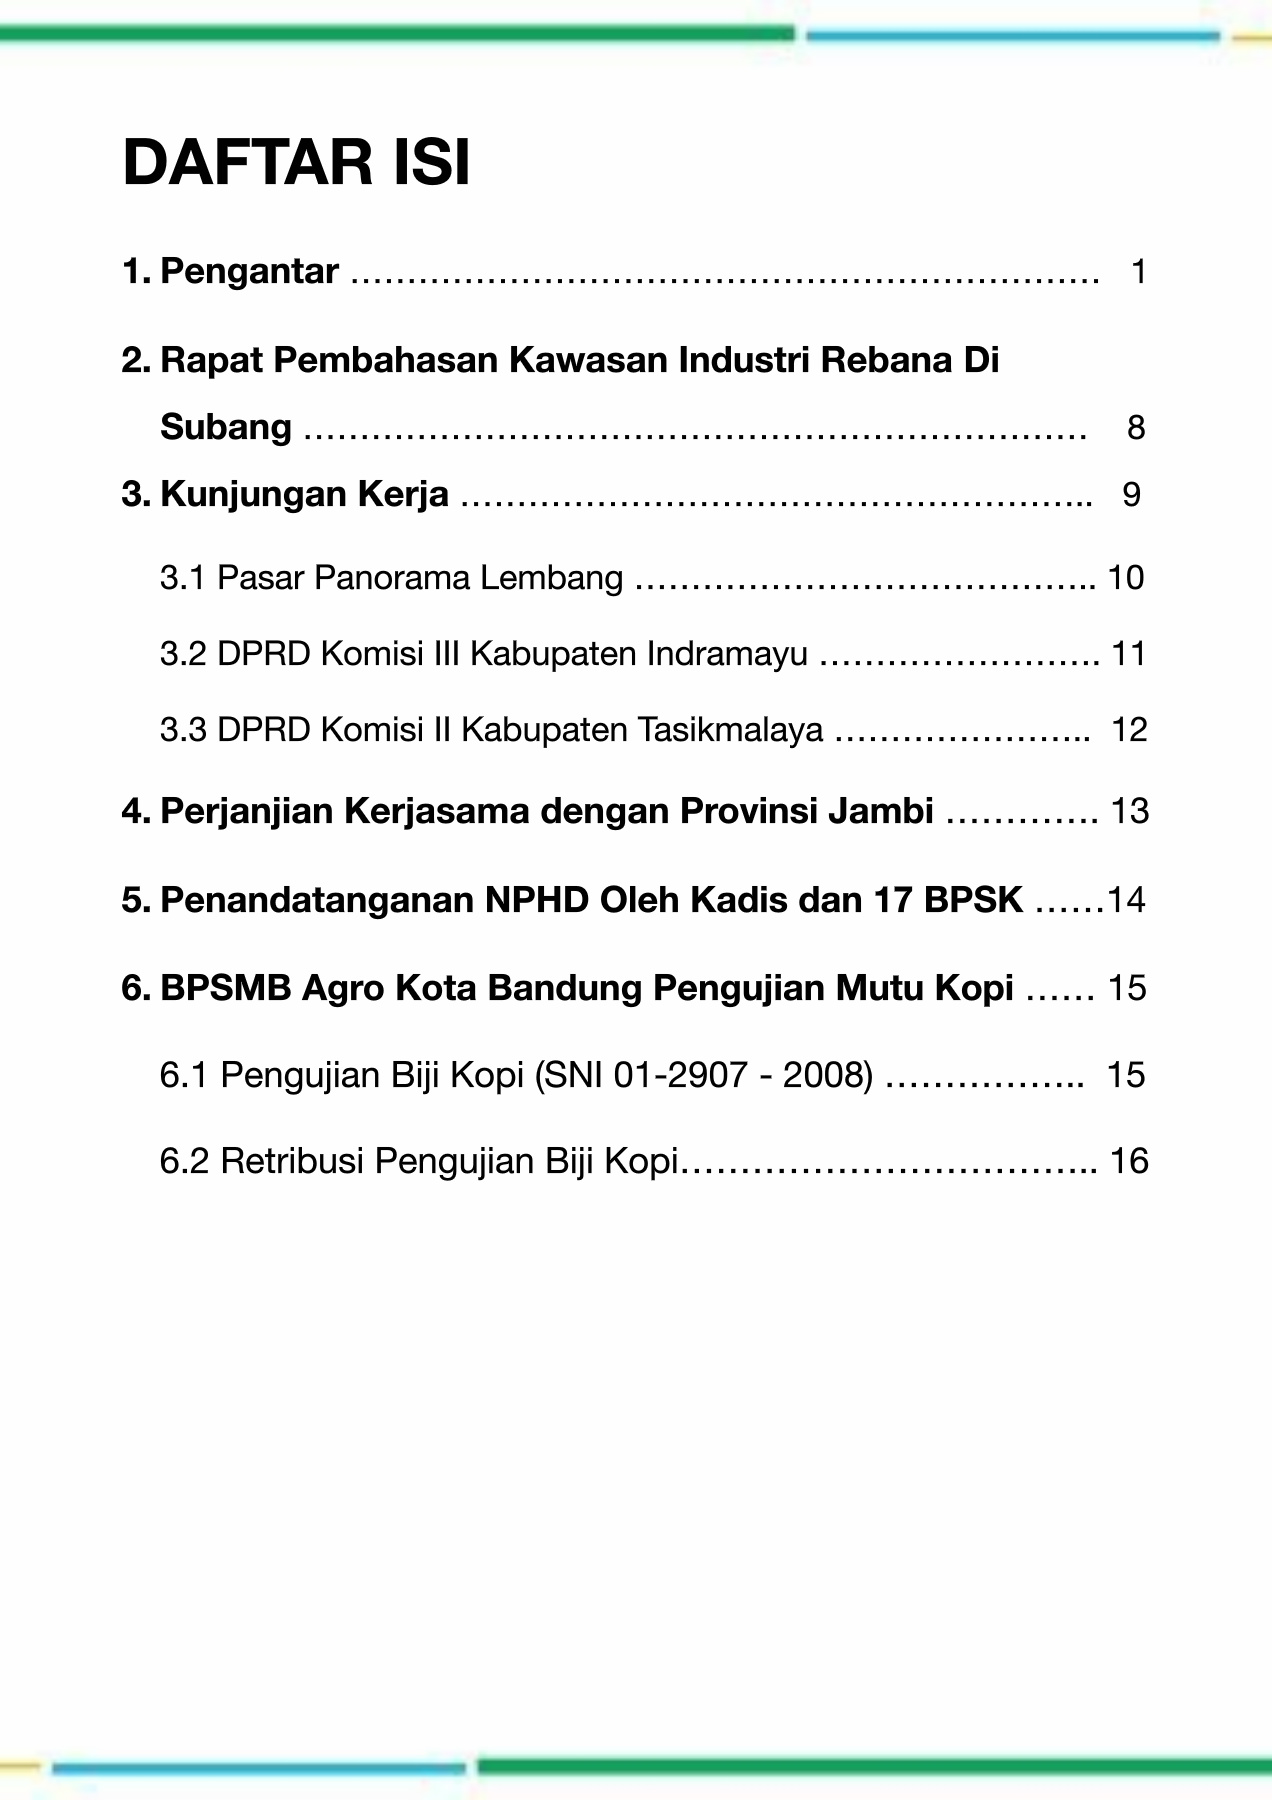 DAFTAR ISI
1. Pengantar ………………………………………………………… 1
2. Rapat Pembahasan Kawasan Industri Rebana Di
Subang …………………………………………………………… 8
3. Kunjungan Kerja ……………………………………………….. 9
3.1 Pasar Panorama Lembang ………………………………….. 10
3.2 DPRD Komisi III Kabupaten Indramayu ……………………. 11
3.3 DPRD Komisi II Kabupaten Tasikmalaya ………………….. 12
4. Perjanjian Kerjasama dengan Provinsi Jambi …………. 13
5. Penandatanganan NPHD Oleh Kadis dan 17 BPSK ……14
6. BPSMB Agro Kota Bandung Pengujian Mutu Kopi …… 15
6.1 Pengujian Biji Kopi (SNI 01-2907 - 2008) …………….. 15
6.2 Retribusi Pengujian Biji Kopi…………………………….. 16